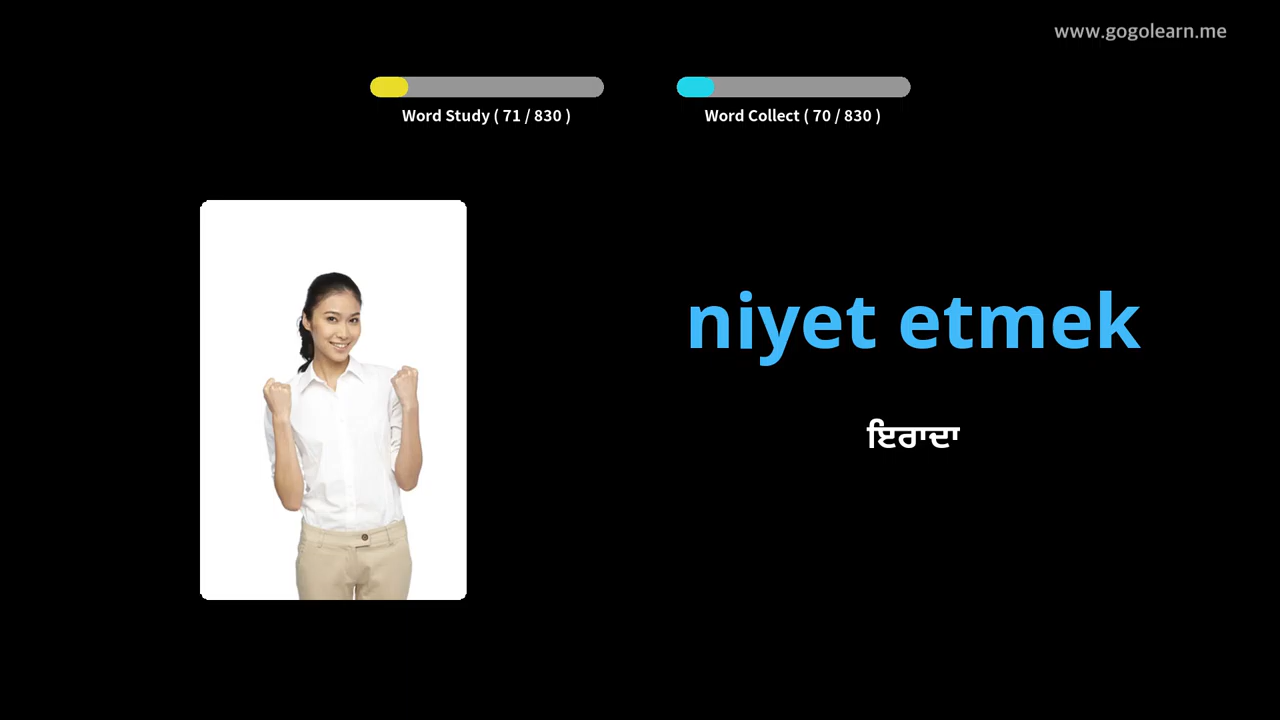 www.gogolearn.me
Word Study ( 71 / 830 )
Word Collect ( 70 / 830 )
niyet etmek
ਇਰਾਦਾ